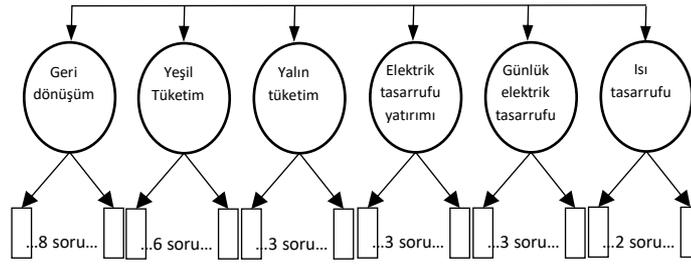 Geri
dönüşüm
Yeşil
Tüketim
Yalın
tüketim
Elektrik
tasarrufu
yatırımı
Günlük
elektrik
tasarrufu
Isı
tasarrufu
...8 soru...
...6 soru...
...3 soru...
...3 soru...
...3 soru...
...2 soru...